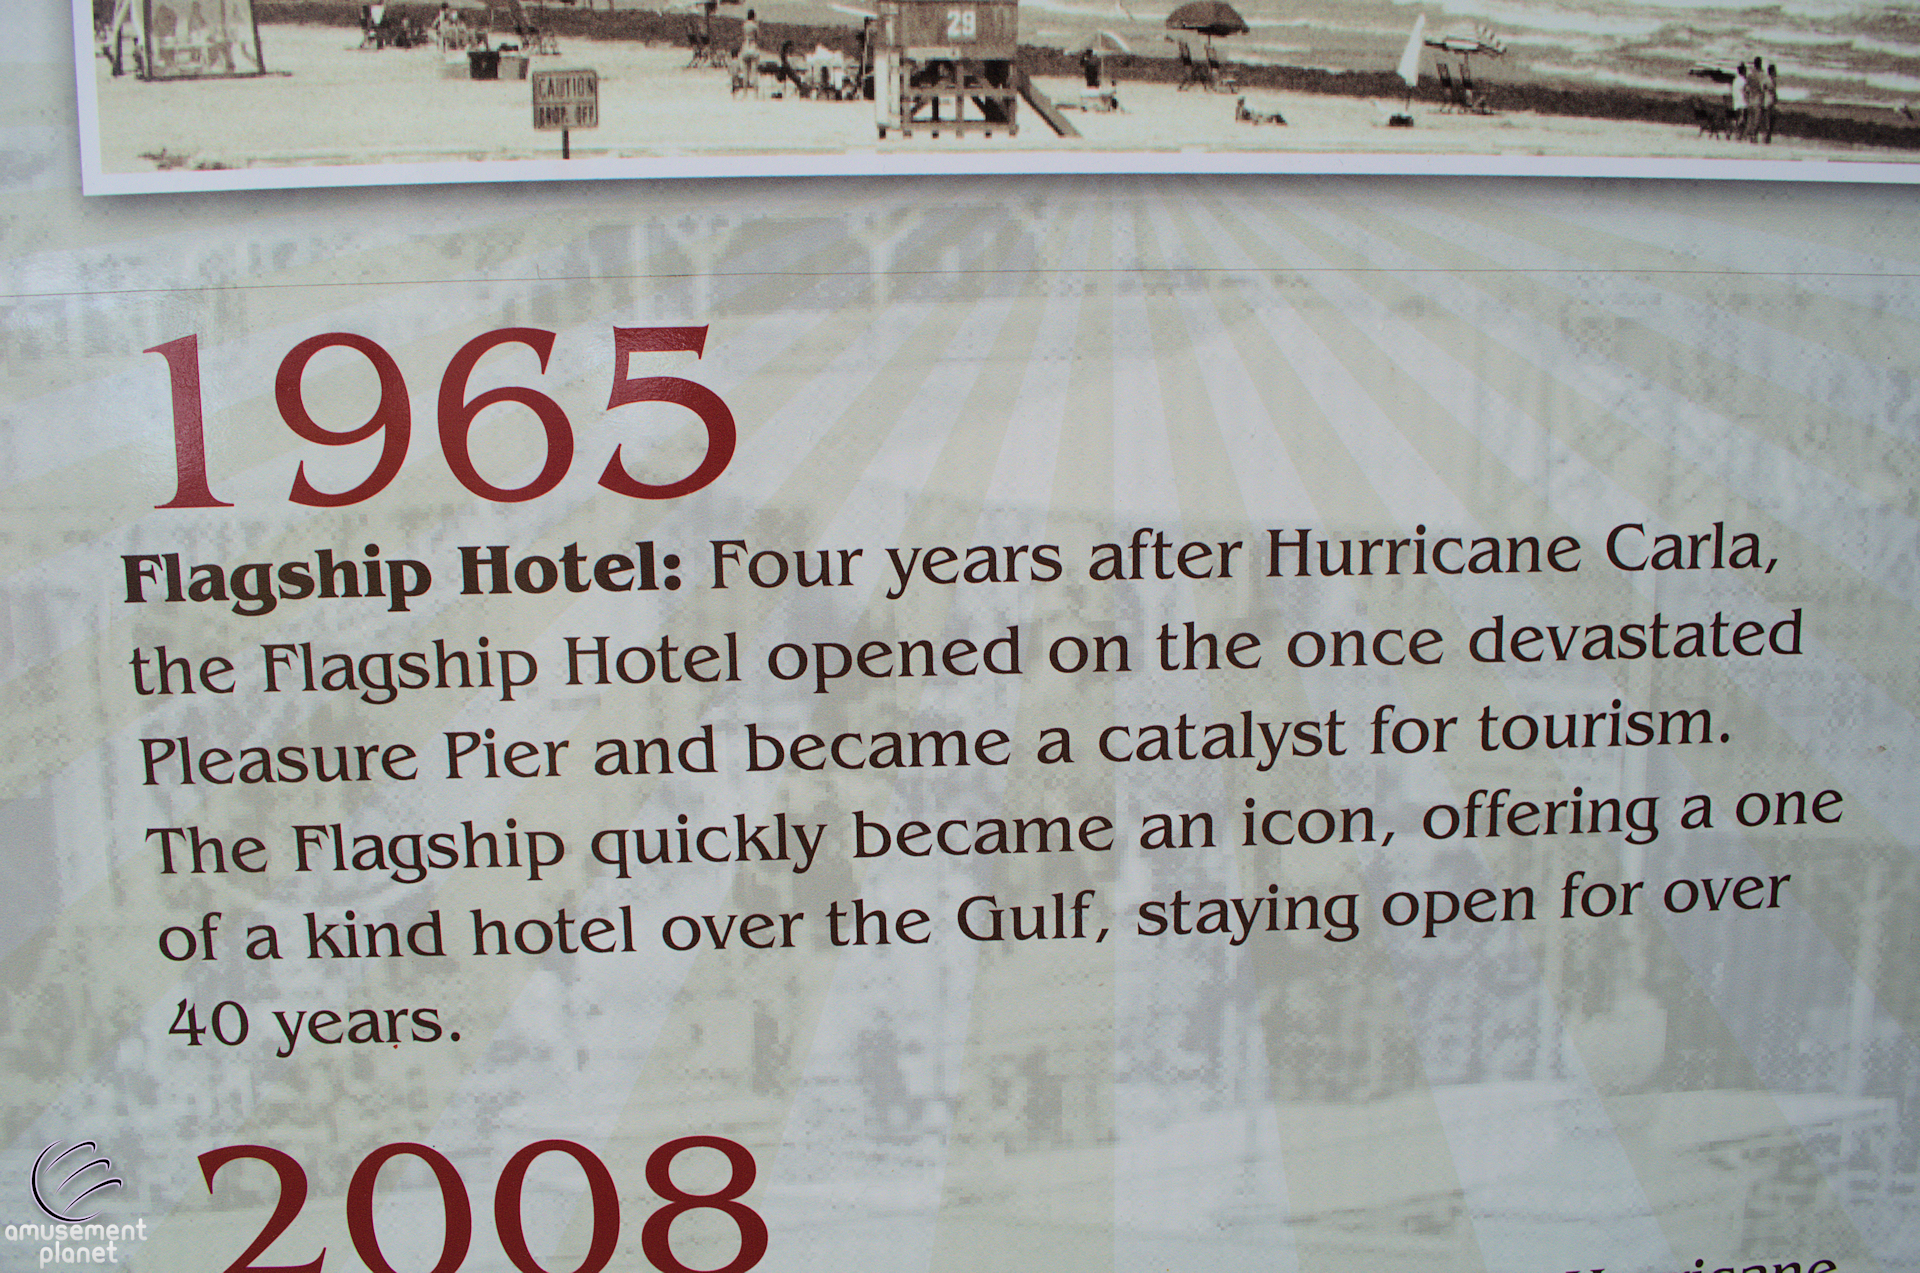 29
CAUTION
DROP OFF
1965
Flagship Hotel: Four years after Hurricane Carla,
the Flagship Hotel opened on the once devastated
Pleasure Pier and became a catalyst for tourism.
The Flagship quickly became an icon, offering a one
of a kind hotel over the Gulf, staying open for over
40 years.
2008
Hurricane
amusement
planet